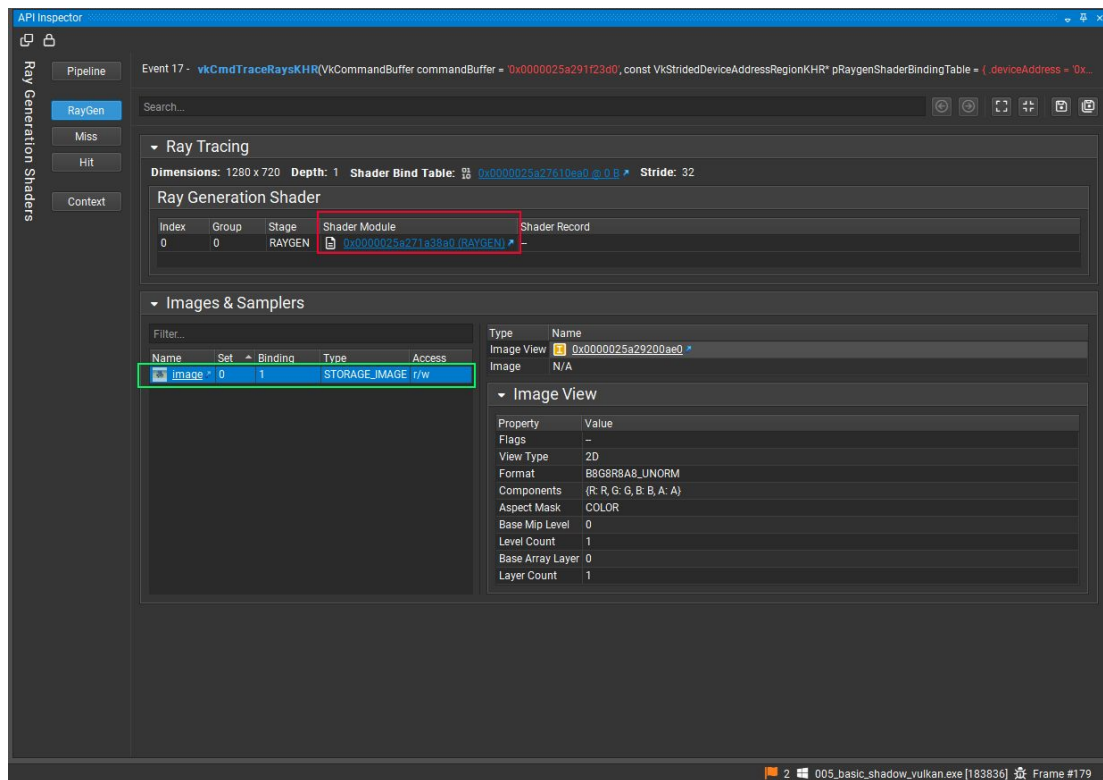 API Inspector
Ray Generation Shaders
Pipeline
RayGen
Miss
Hit
Context
Event 17 - vkCmdTraceRaysKHR(VkCommandBuffer commandBuffer = '0x0000025a291f23d0', const VkStridedDeviceAddressRegionKHR* pRaygenShaderBindingTable = { .deviceAddress = '0x...
Search...
Ray Tracing
Dimensions: 1280 x 720 Depth: 1 Shader Bind Table: 0x0000025a27610ea0 @ 0 B Stride: 32
Ray Generation Shader
Index Group Stage Shader Module Shader Record
0 0 RAYGEN 0x0000025a271a38a0 (RAYGEN) –
Images & Samplers
Filter...
Name Set Binding Type Access
image 0 1 STORAGE_IMAGE r/w
Type Name
Image View 0x0000025a29200ae0
Image N/A
Image View
Property Value
Flags –
View Type 2D
Format B8G8R8A8_UNORM
Components {R: R, G: G, B: B, A: A}
Aspect Mask COLOR
Base Mip Level 0
Level Count 1
Base Array Layer 0
Layer Count 1
2 005_basic_shadow_vulkan.exe [183836] Frame #179